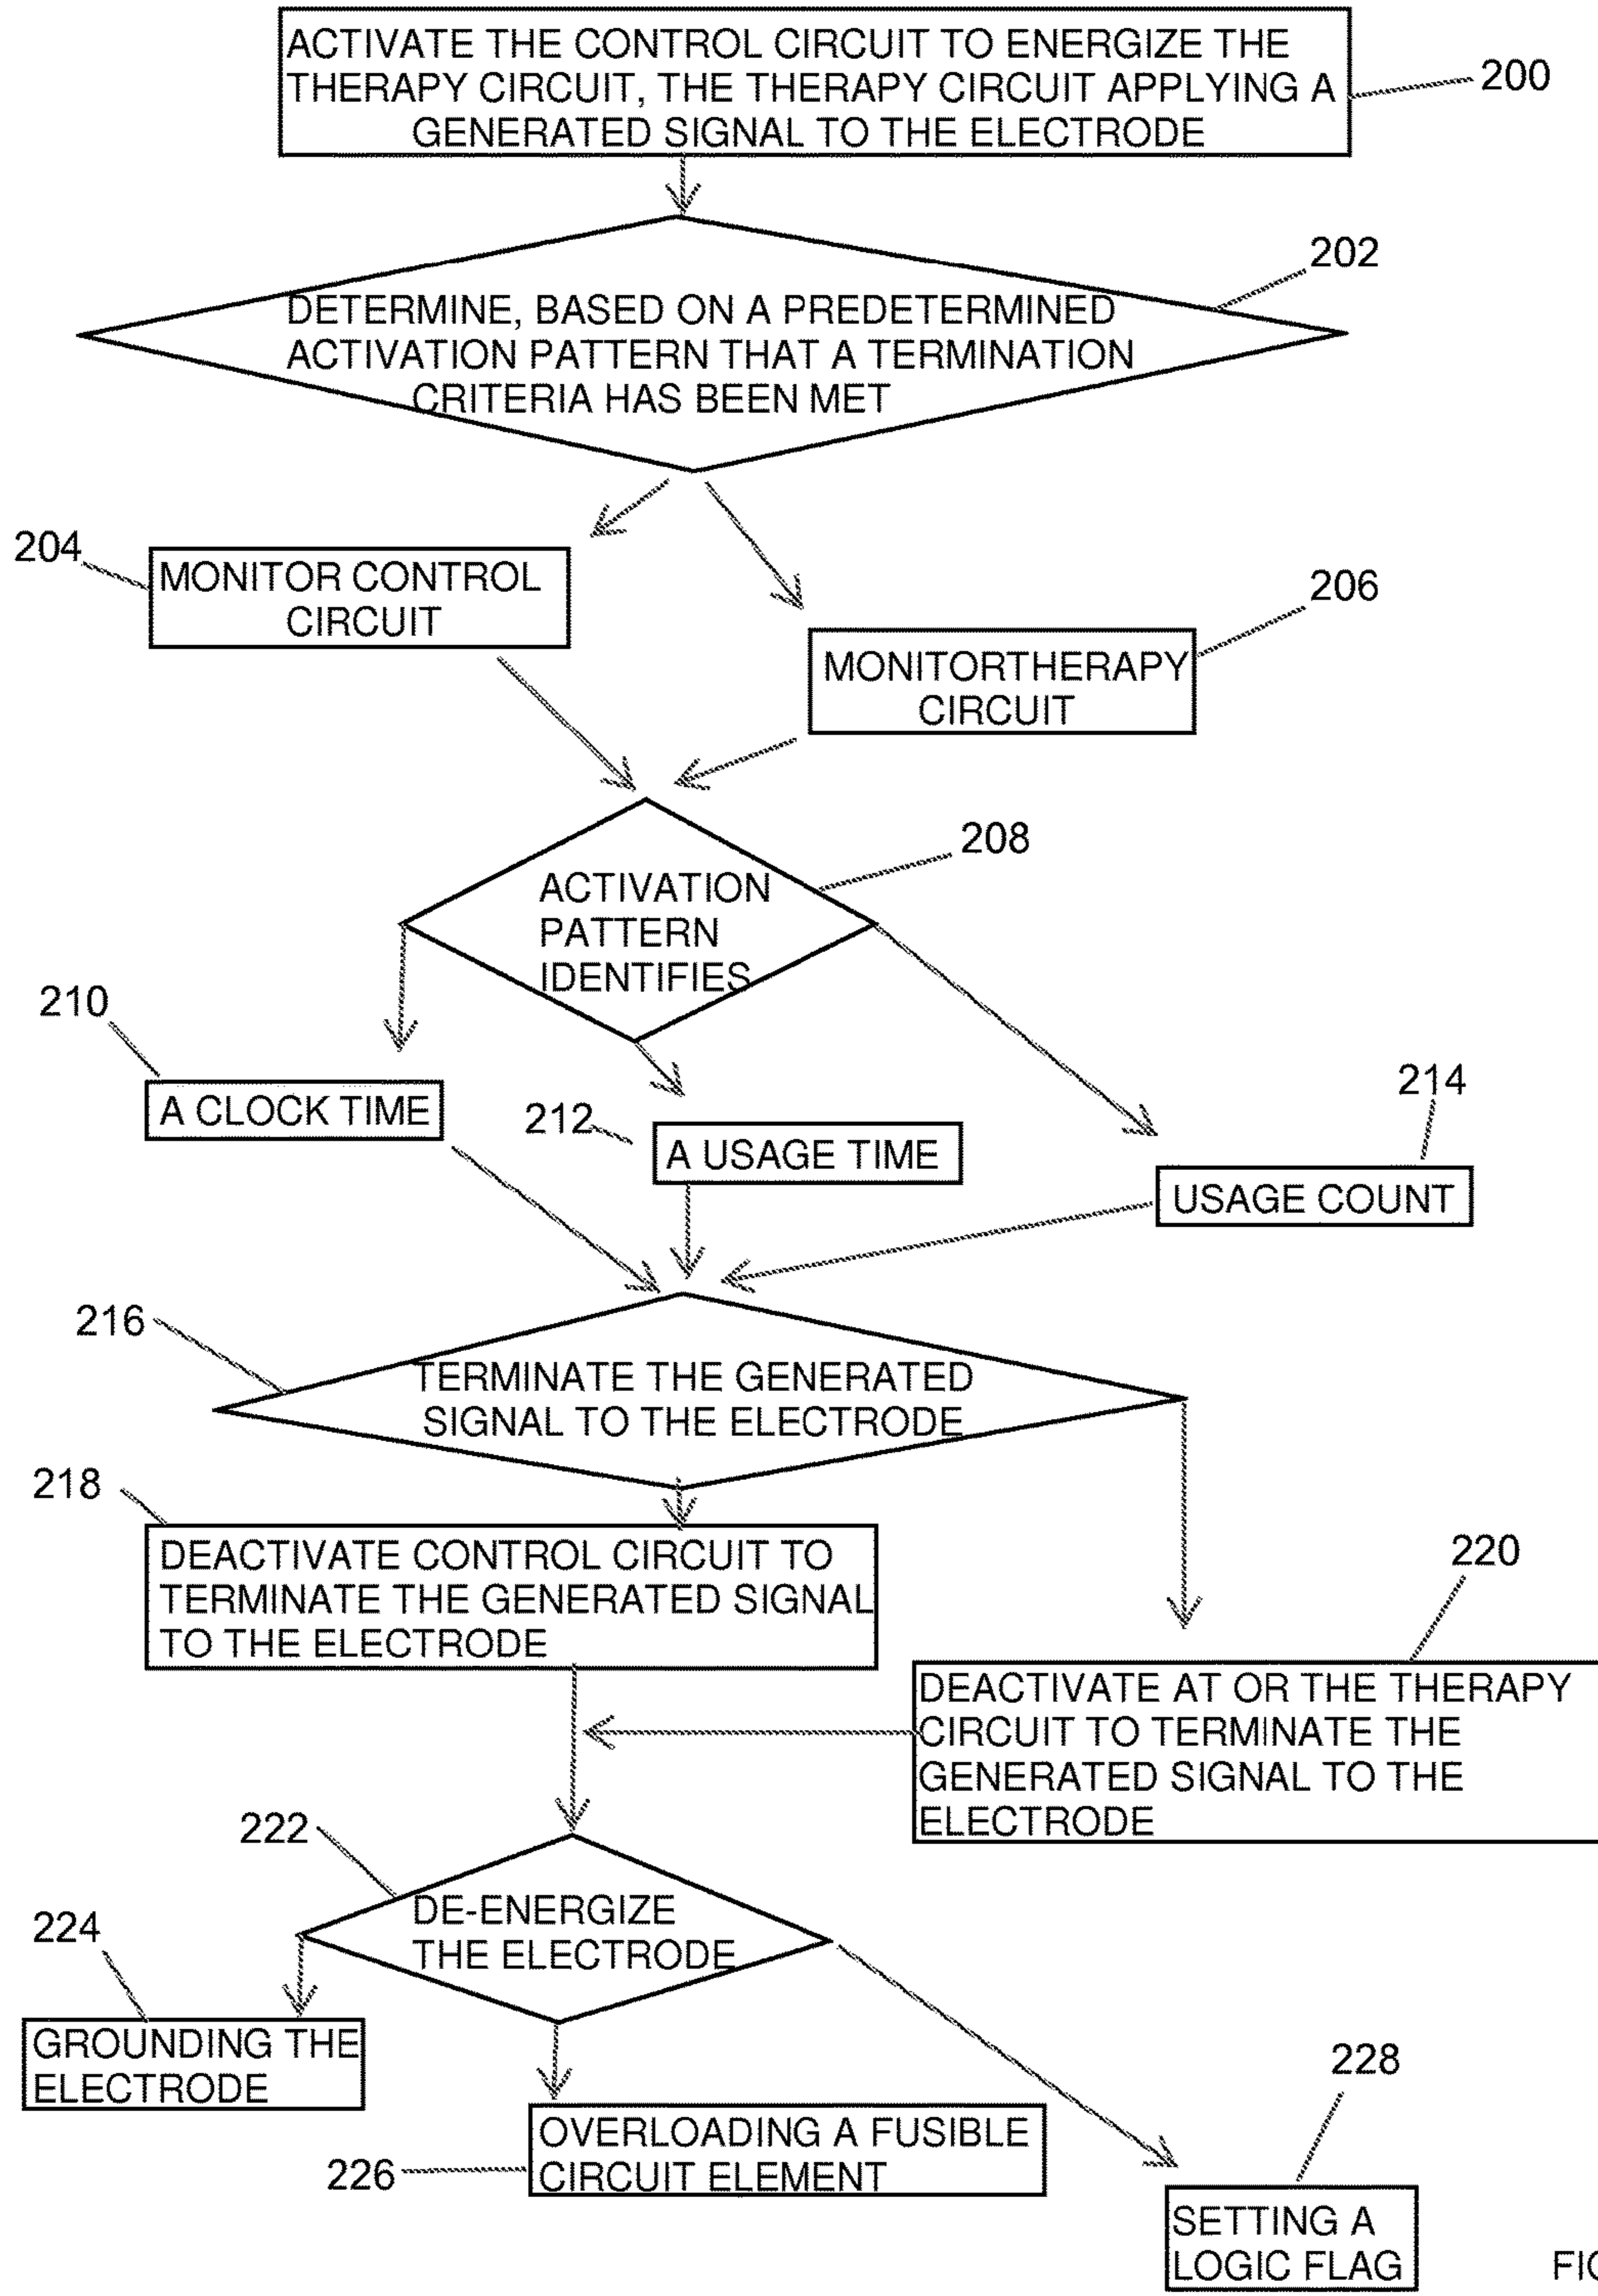 ACTIVATE THE CONTROL CIRCUIT TO ENERGIZE THE
THERAPY CIRCUIT, THE THERAPY CIRCUIT APPLYING A
GENERATED SIGNAL TO THE ELECTRODE
200
202
DETERMINE, BASED ON A PREDETERMINED
ACTIVATION PATTERN THAT A TERMINATION
CRITERIA HAS BEEN MET
204
MONITOR CONTROL
CIRCUIT
206
MONITORTHERAPY
CIRCUIT
208
ACTIVATION
PATTERN
IDENTIFIES
210
A CLOCK TIME
212
A USAGE TIME
214
USAGE COUNT
216
TERMINATE THE GENERATED
SIGNAL TO THE ELECTRODE
218
DEACTIVATE CONTROL CIRCUIT TO
TERMINATE THE GENERATED SIGNAL
TO THE ELECTRODE
220
DEACTIVATE AT OR THE THERAPY
CIRCUIT TO TERMINATE THE
GENERATED SIGNAL TO THE
ELECTRODE
222
DE-ENERGIZE
THE ELECTRODE
224
GROUNDING THE
ELECTRODE
226
OVERLOADING A FUSIBLE
CIRCUIT ELEMENT
228
SETTING A
LOGIC FLAG